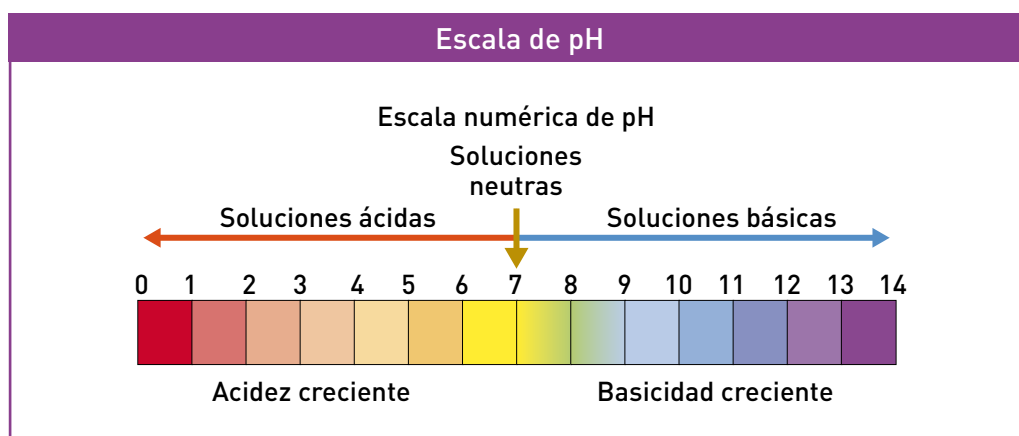 Escala de pH
Escala numérica de pH
Soluciones
neutras
Soluciones ácidas
Soluciones básicas
0 1 2 3 4 5 6 7 8 9 10 11 12 13 14
Acidez creciente
Basicidad creciente